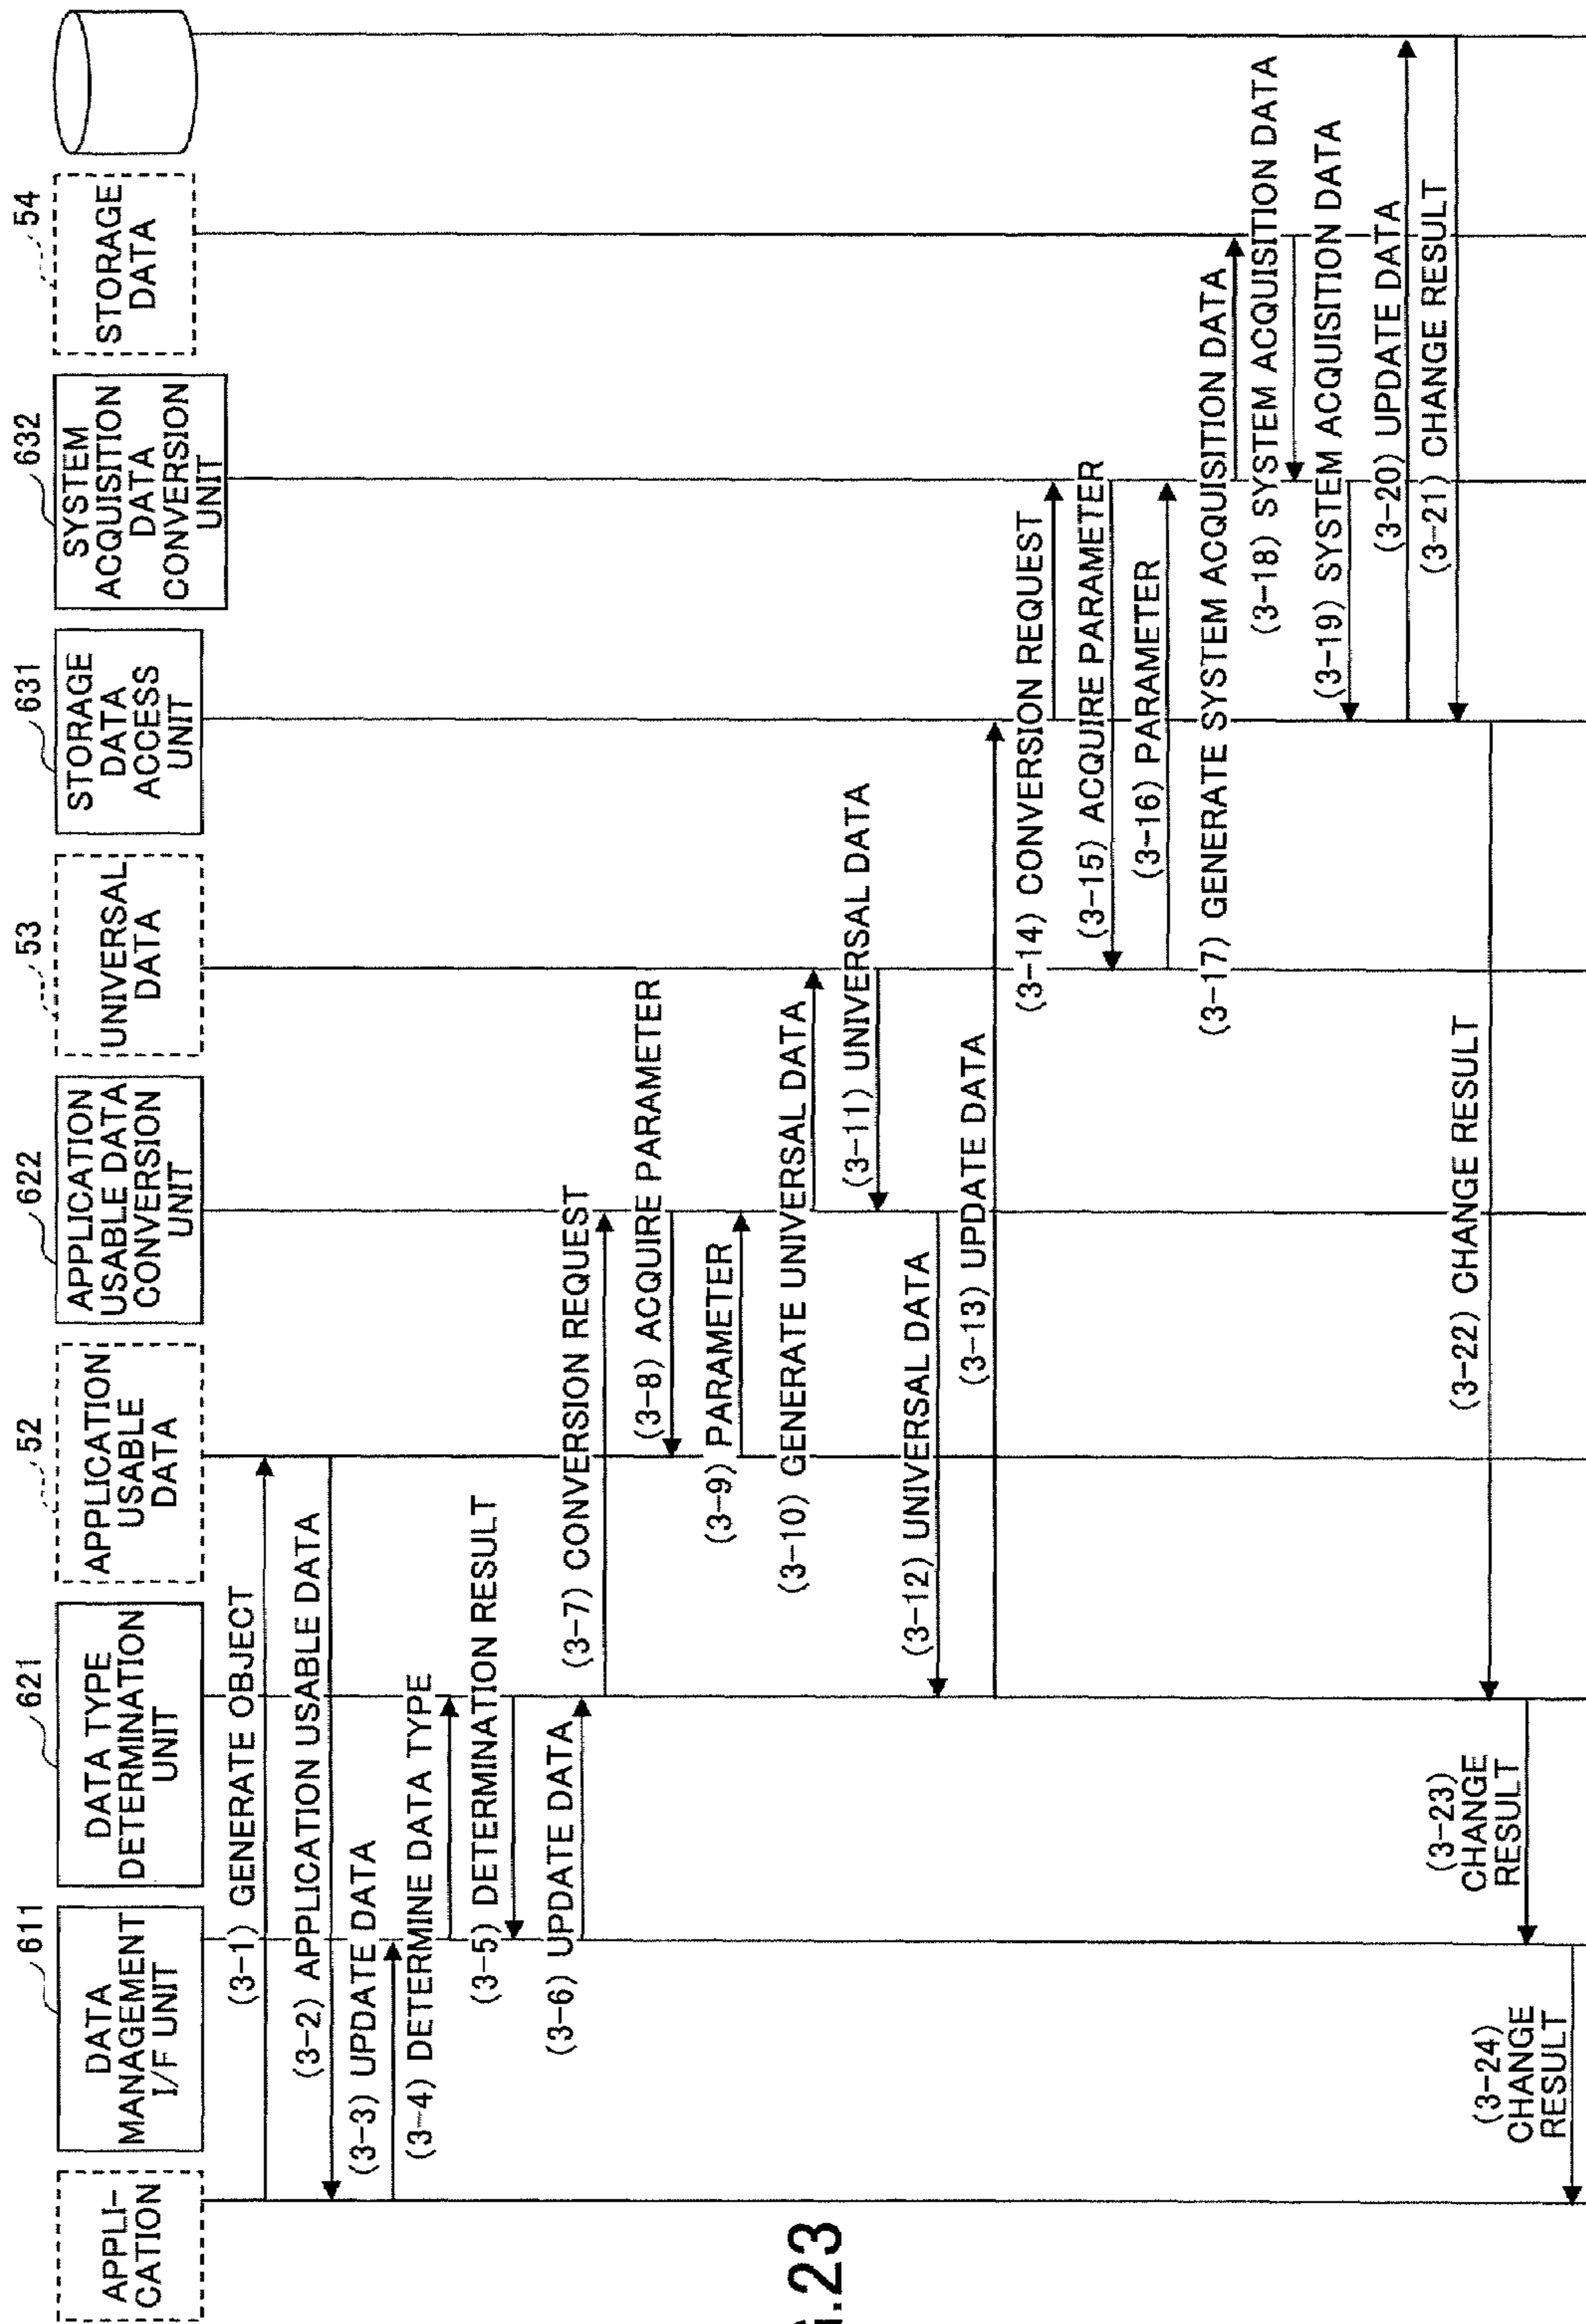 APPLI-
CATION
611
DATA
MANAGEMENT
I/F UNIT
621
DATA TYPE
DETERMINATION
UNIT
52
APPLICATION
USABLE
DATA
622
APPLICATION
USABLE DATA
CONVERSION
UNIT
53
UNIVERSAL
DATA
631
STORAGE
DATA
ACCESS
UNIT
632
SYSTEM
ACQUISITION
DATA
CONVERSION
UNIT
54
STORAGE
DATA
(3-1) GENERATE OBJECT
(3-2) APPLICATION USABLE DATA
(3-3) UPDATE DATA
(3-4) DETERMINE DATA TYPE
(3-5) DETERMINATION RESULT
(3-6) UPDATE DATA
(3-7) CONVERSION REQUEST
(3-8) ACQUIRE PARAMETER
(3-9) PARAMETER
(3-10) GENERATE UNIVERSAL DATA
(3-11) UNIVERSAL DATA
(3-12) UNIVERSAL DATA
(3-13) UPDATE DATA
(3-14) CONVERSION REQUEST
(3-15) ACQUIRE PARAMETER
(3-16) PARAMETER
(3-17) GENERATE SYSTEM ACQUISITION DATA
(3-18) SYSTEM ACQUISITION DATA
(3-19) SYSTEM ACQUISITION DATA
(3-20) UPDATE DATA
(3-21) CHANGE RESULT
(3-22) CHANGE RESULT
(3-23)
CHANGE
RESULT
(3-24)
CHANGE
RESULT
.23